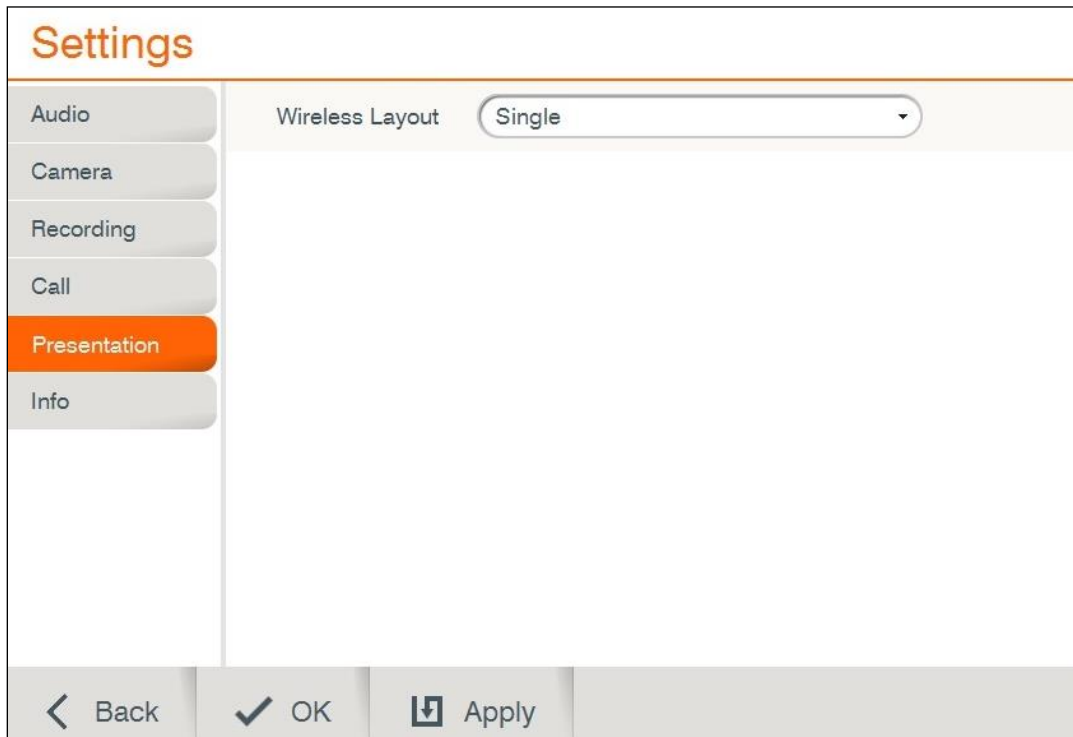 Settings
Audio
Camera
Recording
Call
Presentation
Info
Wireless Layout Single
Back OK Apply